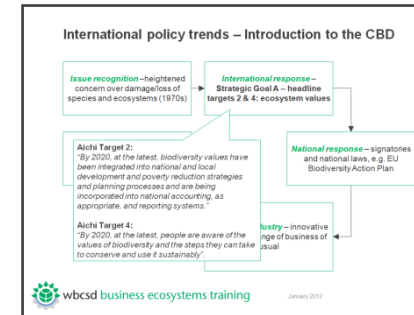 International policy trends – Introduction to the CBD
Issue recognition –heightened
concern over damage/loss of
species and ecosystems (1970s)
International response –
Strategic Goal A – headline
targets 2 & 4: ecosystem values
National response – signatories
and national laws, e.g. EU
Biodiversity Action Plan
Aichi Target 2:
"By 2020, at the latest, biodiversity values have
been integrated into national and local
development and poverty reduction strategies
and planning processes and are being
incorporated into national accounting, as
appropriate, and reporting systems."
Aichi Target 4:
"By 2020, at the latest, people are aware of the
values of biodiversity and the steps they can take
to conserve and use it sustainably".
dustry – innovative
nge of business of
usual
wbcsd business ecosystems training
January 2012